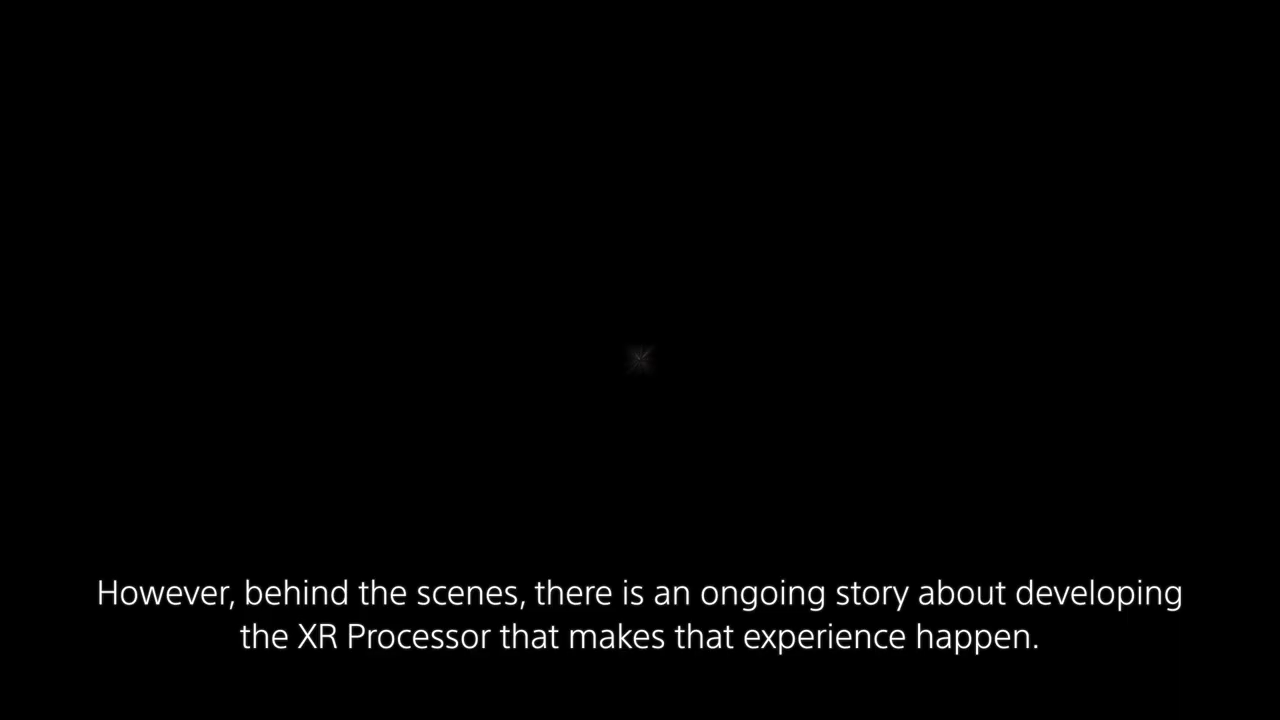 However, behind the scenes, there is an ongoing story about developing
the XR Processor that makes that experience happen.